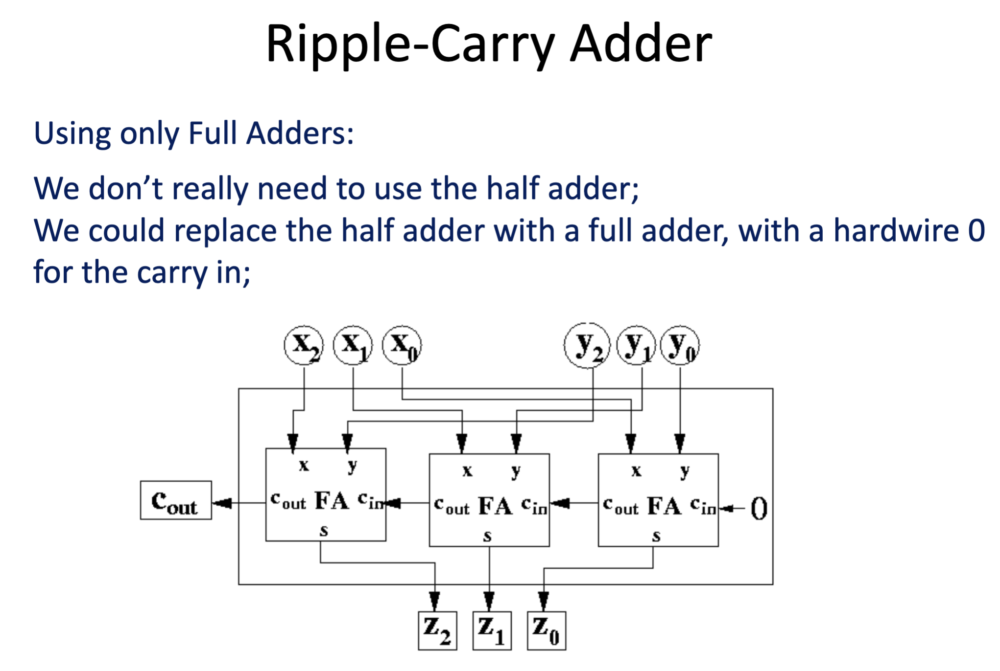 Ripple-Carry Adder
Using only Full Adders:
We don't really need to use the half adder;
We could replace the half adder with a full adder, with a hardwire 0
for the carry in;
x2 x1 x0 y2 y1 y0
x y x y x y
cout cout FA cin cout FA cin cout FA cin 0
s s s
z2 z1 z0